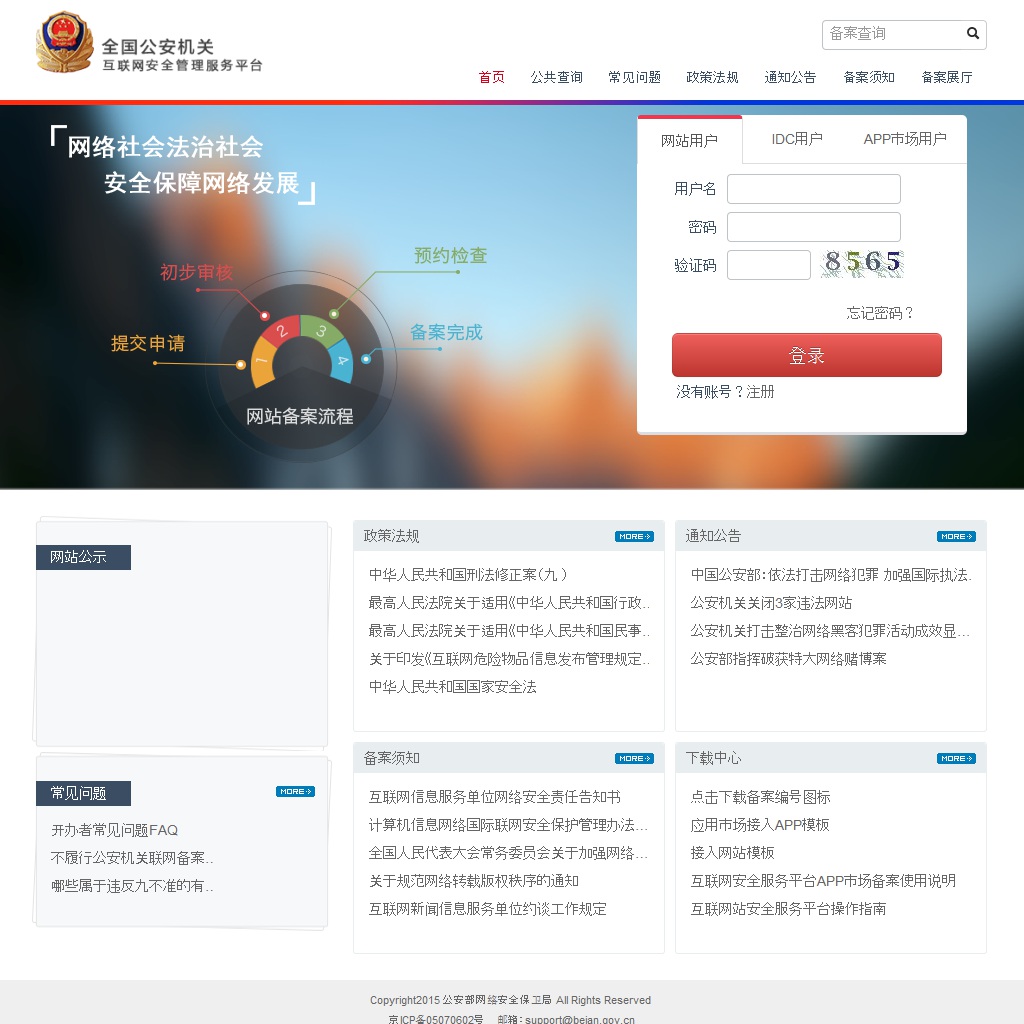 全国公安机关
互联网安全管理服务平台
备案查询
首页 公共查询 常见问题 政策法规 通知公告 备案须知 备案展厅
「网络社会法治社会
安全保障网络发展」
初步审核
预约检查
提交申请
备案完成
1 2 3 4
网站备案流程
网站用户 IDC用户 APP市场用户
用户名
密码
验证码 8565
忘记密码？
登录
没有账号？注册
网站公示
政策法规 MORE
中华人民共和国刑法修正案(九)
最高人民法院关于适用《中华人民共和国行政..
最高人民法院关于适用《中华人民共和国民事..
关于印发《互联网危险物品信息发布管理规定..
中华人民共和国国家安全法
通知公告 MORE
中国公安部:依法打击网络犯罪 加强国际执法.
公安机关关闭3家违法网站
公安机关打击整治网络黑客犯罪活动成效显...
公安部指挥破获特大网络赌博案
常见问题 MORE
开办者常见问题FAQ
不履行公安机关联网备案..
哪些属于违反九不准的有..
备案须知 MORE
互联网信息服务单位网络安全责任告知书
计算机信息网络国际联网安全保护管理办法...
全国人民代表大会常务委员会关于加强网络...
关于规范网络转载版权秩序的通知
互联网新闻信息服务单位约谈工作规定
下载中心 MORE
点击下载备案编号图标
应用市场接入APP模板
接入网站模板
互联网安全服务平台APP市场备案使用说明
互联网站安全服务平台操作指南
Copyright2015 公安部网络安全保卫局 All Rights Reserved
京ICP备05070602号 邮箱：support@beian.gov.cn